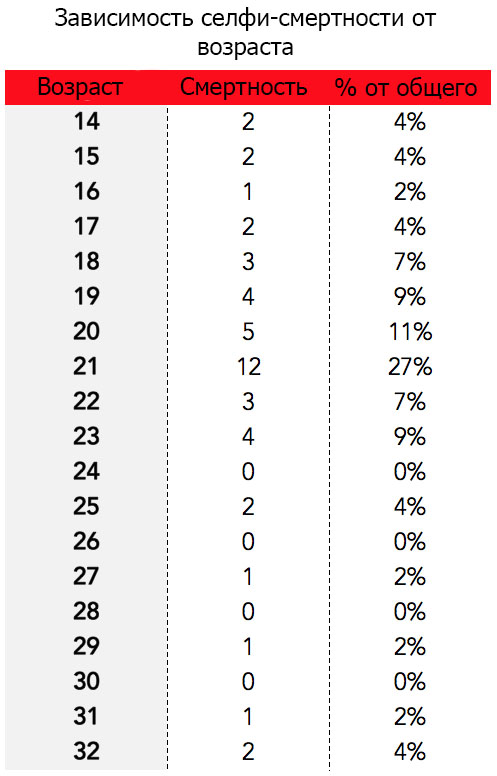 Зависимость селфи-смертности от
возраста
Возраст Смертность % от общего
14 2 4%
15 2 4%
16 1 2%
17 2 4%
18 3 7%
19 4 9%
20 5 11%
21 12 27%
22 3 7%
23 4 9%
24 0 0%
25 2 4%
26 0 0%
27 1 2%
28 0 0%
29 1 2%
30 0 0%
31 1 2%
32 2 4%